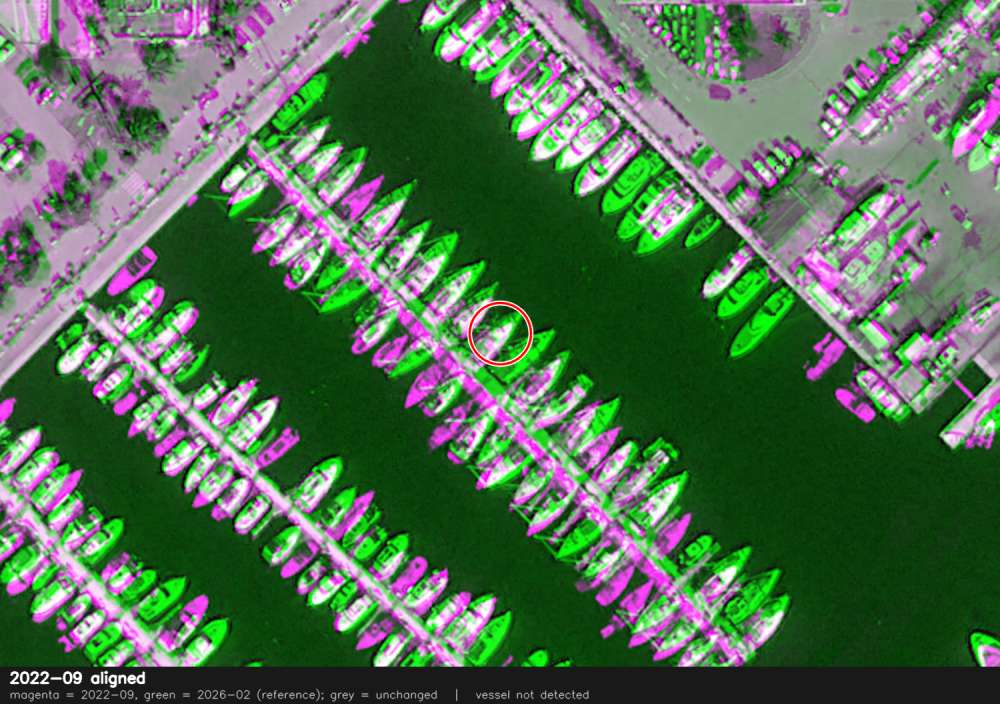 2022-09 aligned
magenta = 2022-09, green = 2026-02 (reference); grey = unchanged | vessel not detected